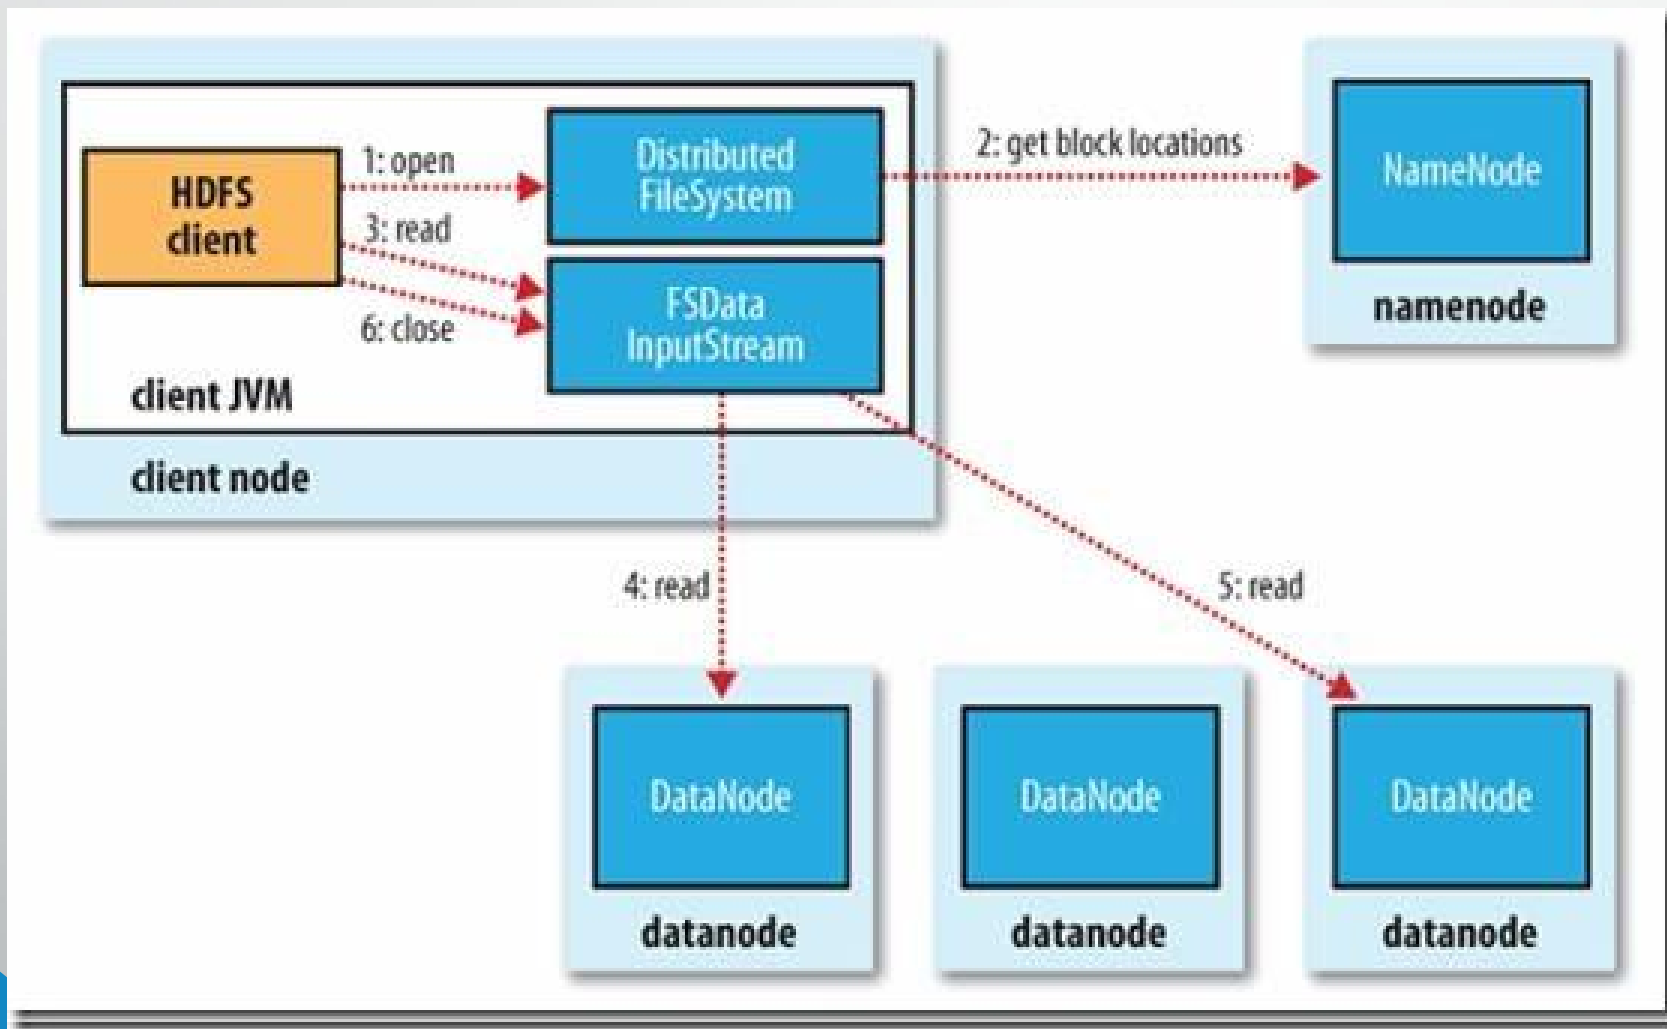 HDFS
client
1: open
3: read
6: close
Distributed
FileSystem
FSData
InputStream
client JVM
client node
2: get block locations
NameNode
namenode
4: read
5: read
DataNode
datanode
DataNode
datanode
DataNode
datanode